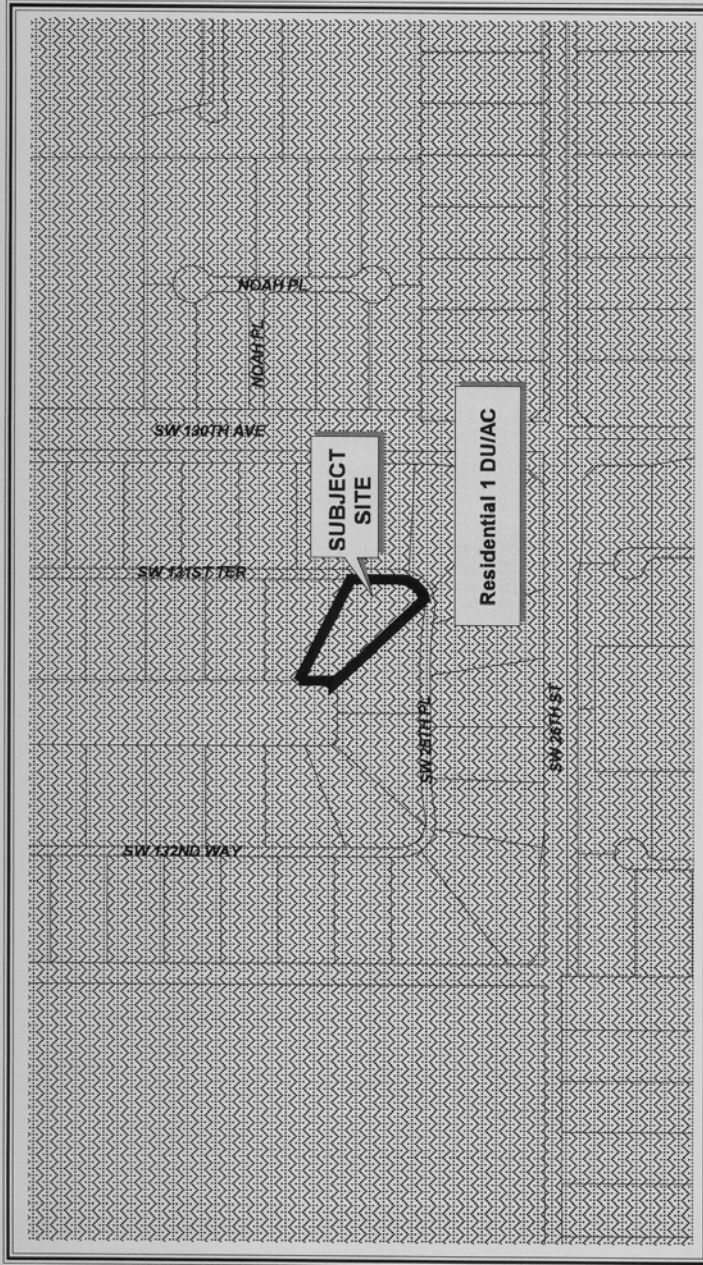 NOAH PL
NOAH PL
SW 130TH AVE
SUBJECT
SITE
SW 131ST TER
Residential 1 DU/AC
SW PL
SW 26TH ST
SW 132ND WAY